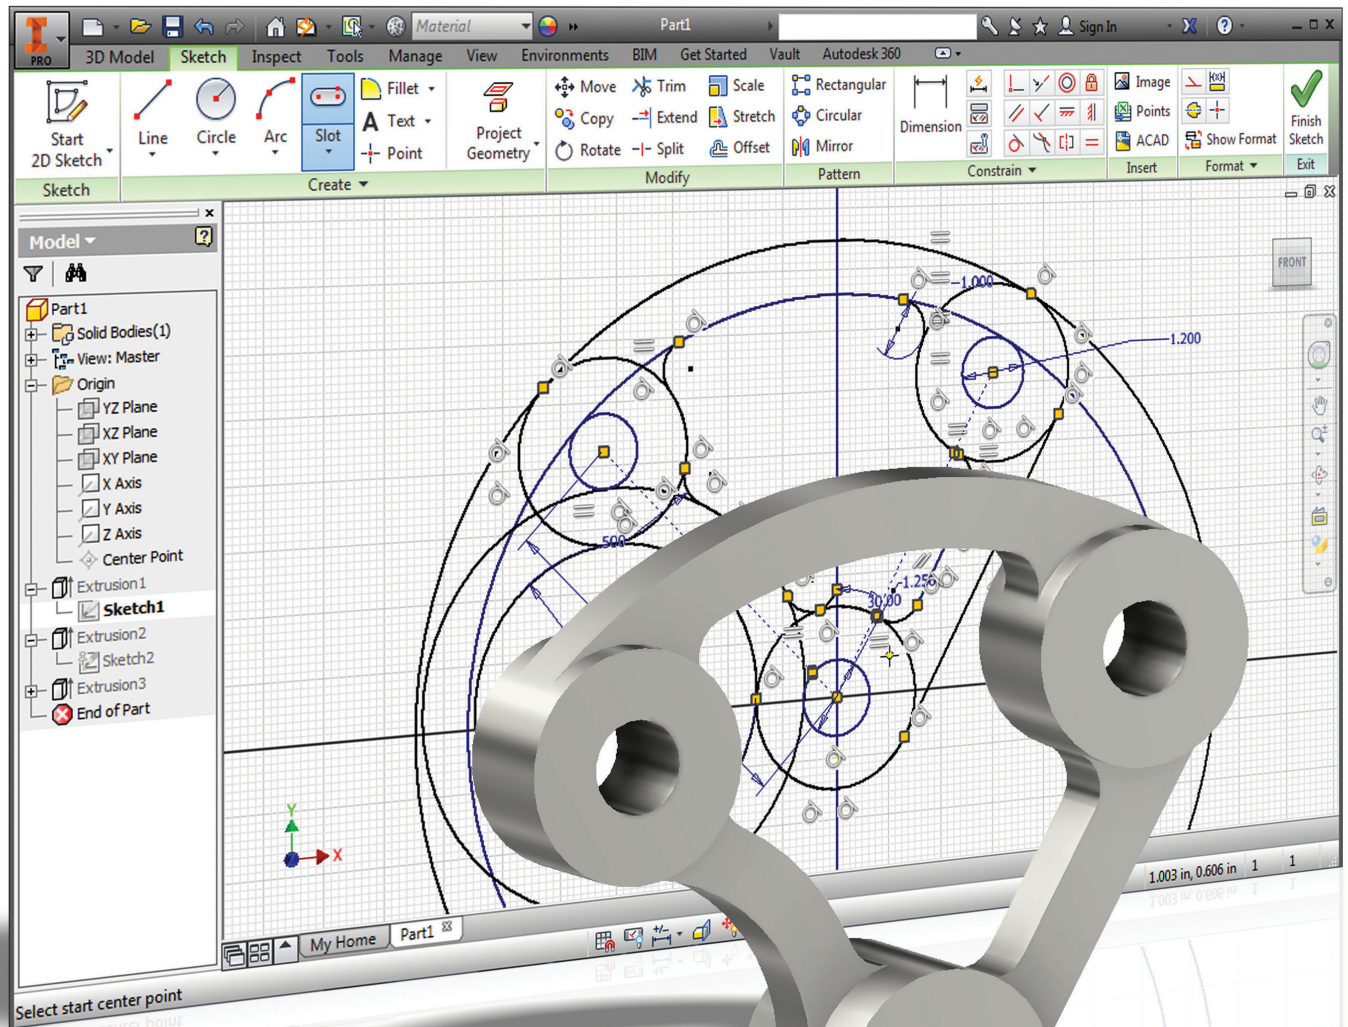 Material
Part1
Sign In
PRO
3D Model
Sketch
Inspect
Tools
Manage
View
Environments
BIM
Get Started
Vault
Autodesk 360
Start
2D Sketch
Line
Circle
Arc
Slot
Fillet
Text
Point
Project
Geometry
Move
Copy
Rotate
Trim
Extend
Split
Scale
Stretch
Offset
Rectangular
Circular
Mirror
Dimension
Image
Points
ACAD
Show Format
Finish
Sketch
Sketch
Create
Modify
Pattern
Constrain
Insert
Format
Exit
Model
Part1
Solid Bodies(1)
View: Master
Origin
YZ Plane
XZ Plane
XY Plane
X Axis
Y Axis
Z Axis
Center Point
Extrusion1
Sketch1
Extrusion2
Sketch2
Extrusion3
End of Part
FRONT
1.000
1.200
.500
1.250
30.00
Y
X
1.003 in, 0.606 in 1 1
My Home
Part1
Select start center point